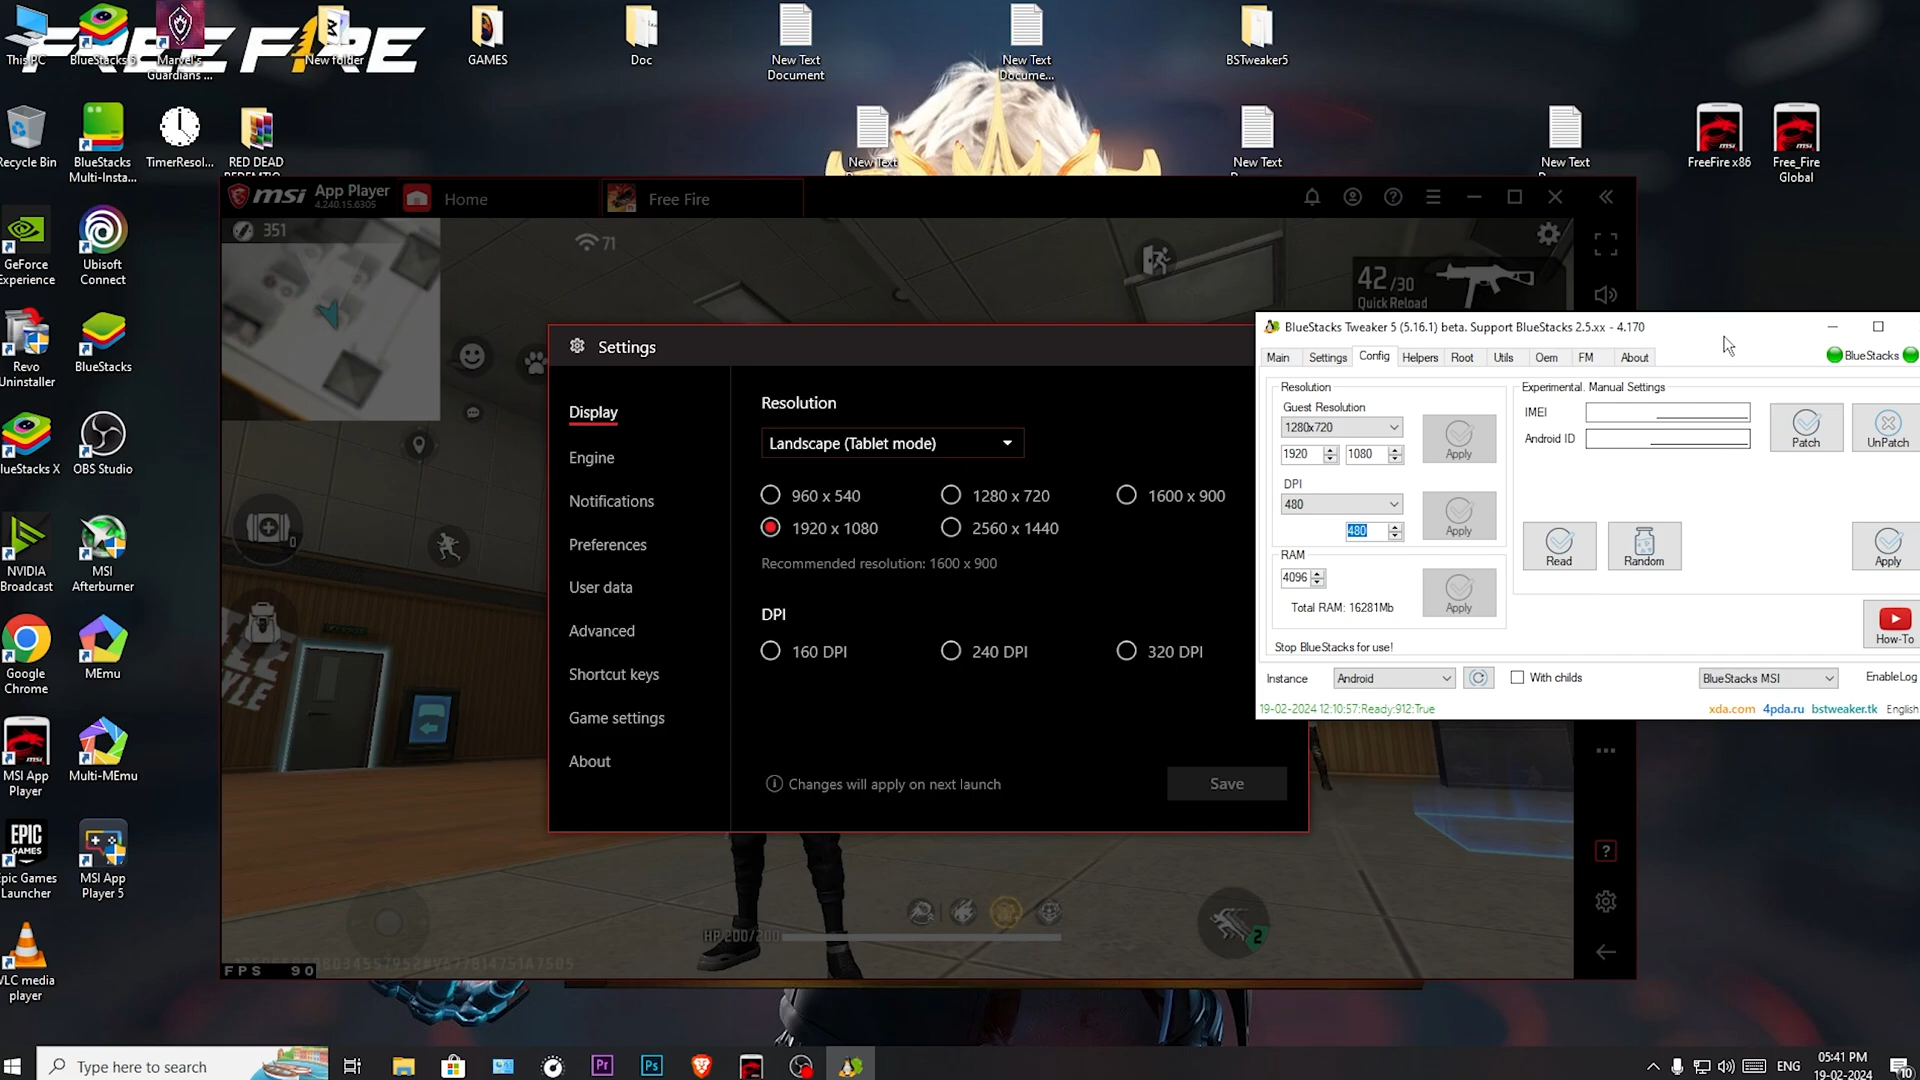 FREE FIRE
This PC
BlueStacks 5
Marvel's
Guardians ...
New folder
GAMES
Doc
New Text
Document
New Text
Docume...
BSTweaker5
Recycle Bin
BlueStacks
Multi-Insta...
TimerResol...
RED DEAD
REDEMPTIO...
New Text
New Text
New Text
FreeFire x86
Free_Fire
Global
GeForce
Experience
Ubisoft
Connect
Revo
Uninstaller
BlueStacks
BlueStacks X
OBS Studio
NVIDIA
Broadcast
MSI
Afterburner
Google
Chrome
MEmu
MSI App
Player
Multi-MEmu
EPIC
GAMES
Epic Games
Launcher
MSI App
Player 5
VLC media
player
msi
App Player
4.240.15.6305
Home
Free Fire
351
71
42/30
Quick Reload
0
HP 200/200
2
FPS 90
Settings
Display
Engine
Notifications
Preferences
User data
Advanced
Shortcut keys
Game settings
About
Resolution
Landscape (Tablet mode)
960 x 540
1280 x 720
1600 x 900
1920 x 1080
2560 x 1440
Recommended resolution: 1600 x 900
DPI
160 DPI
240 DPI
320 DPI
Changes will apply on next launch
Save
BlueStacks Tweaker 5 (5.16.1) beta. Support BlueStacks 2.5.xx - 4.170
Main
Settings
Config
Helpers
Root
Utils
Oem
FM
About
BlueStacks
Resolution
Guest Resolution
1280x720
1920
1080
Apply
DPI
480
480
Apply
RAM
4096
Total RAM: 16281Mb
Apply
Stop BlueStacks for use!
Experimental. Manual Settings
IMEI
Android ID
Patch
UnPatch
Read
Random
Apply
How-To
Instance
Android
With childs
BlueStacks MSI
EnableLog
19-02-2024 12:10:57:Ready:912:True
xda.com
4pda.ru
bstweaker.tk
English
Type here to search
Pr
Ps
ENG
05:41 PM
19-02-2024
10